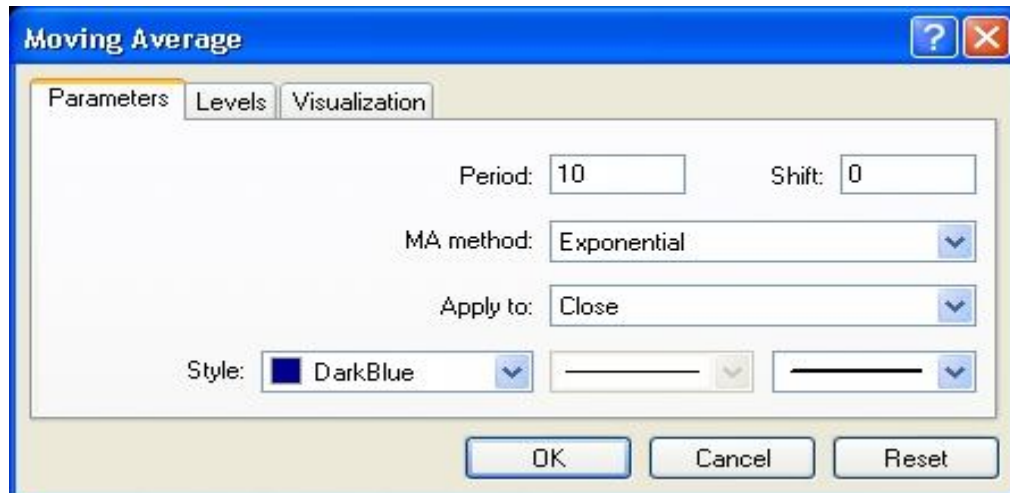 Moving Average
?
Parameters Levels Visualization
Period: 10 Shift: 0
MA method: Exponential
Apply to: Close
Style: DarkBlue
OK Cancel Reset